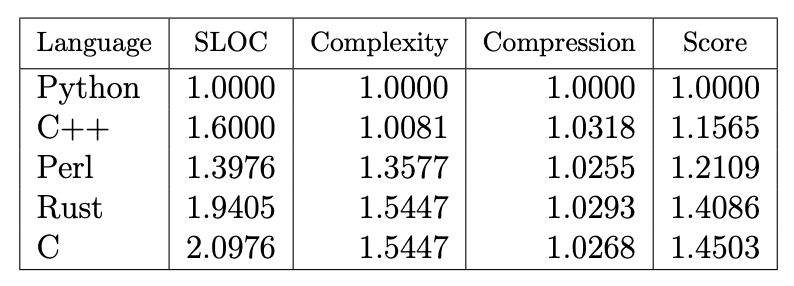 Language SLOC Complexity Compression Score
Python 1.0000 1.0000 1.0000 1.0000
C++ 1.6000 1.0081 1.0318 1.1565
Perl 1.3976 1.3577 1.0255 1.2109
Rust 1.9405 1.5447 1.0293 1.4086
C 2.0976 1.5447 1.0268 1.4503